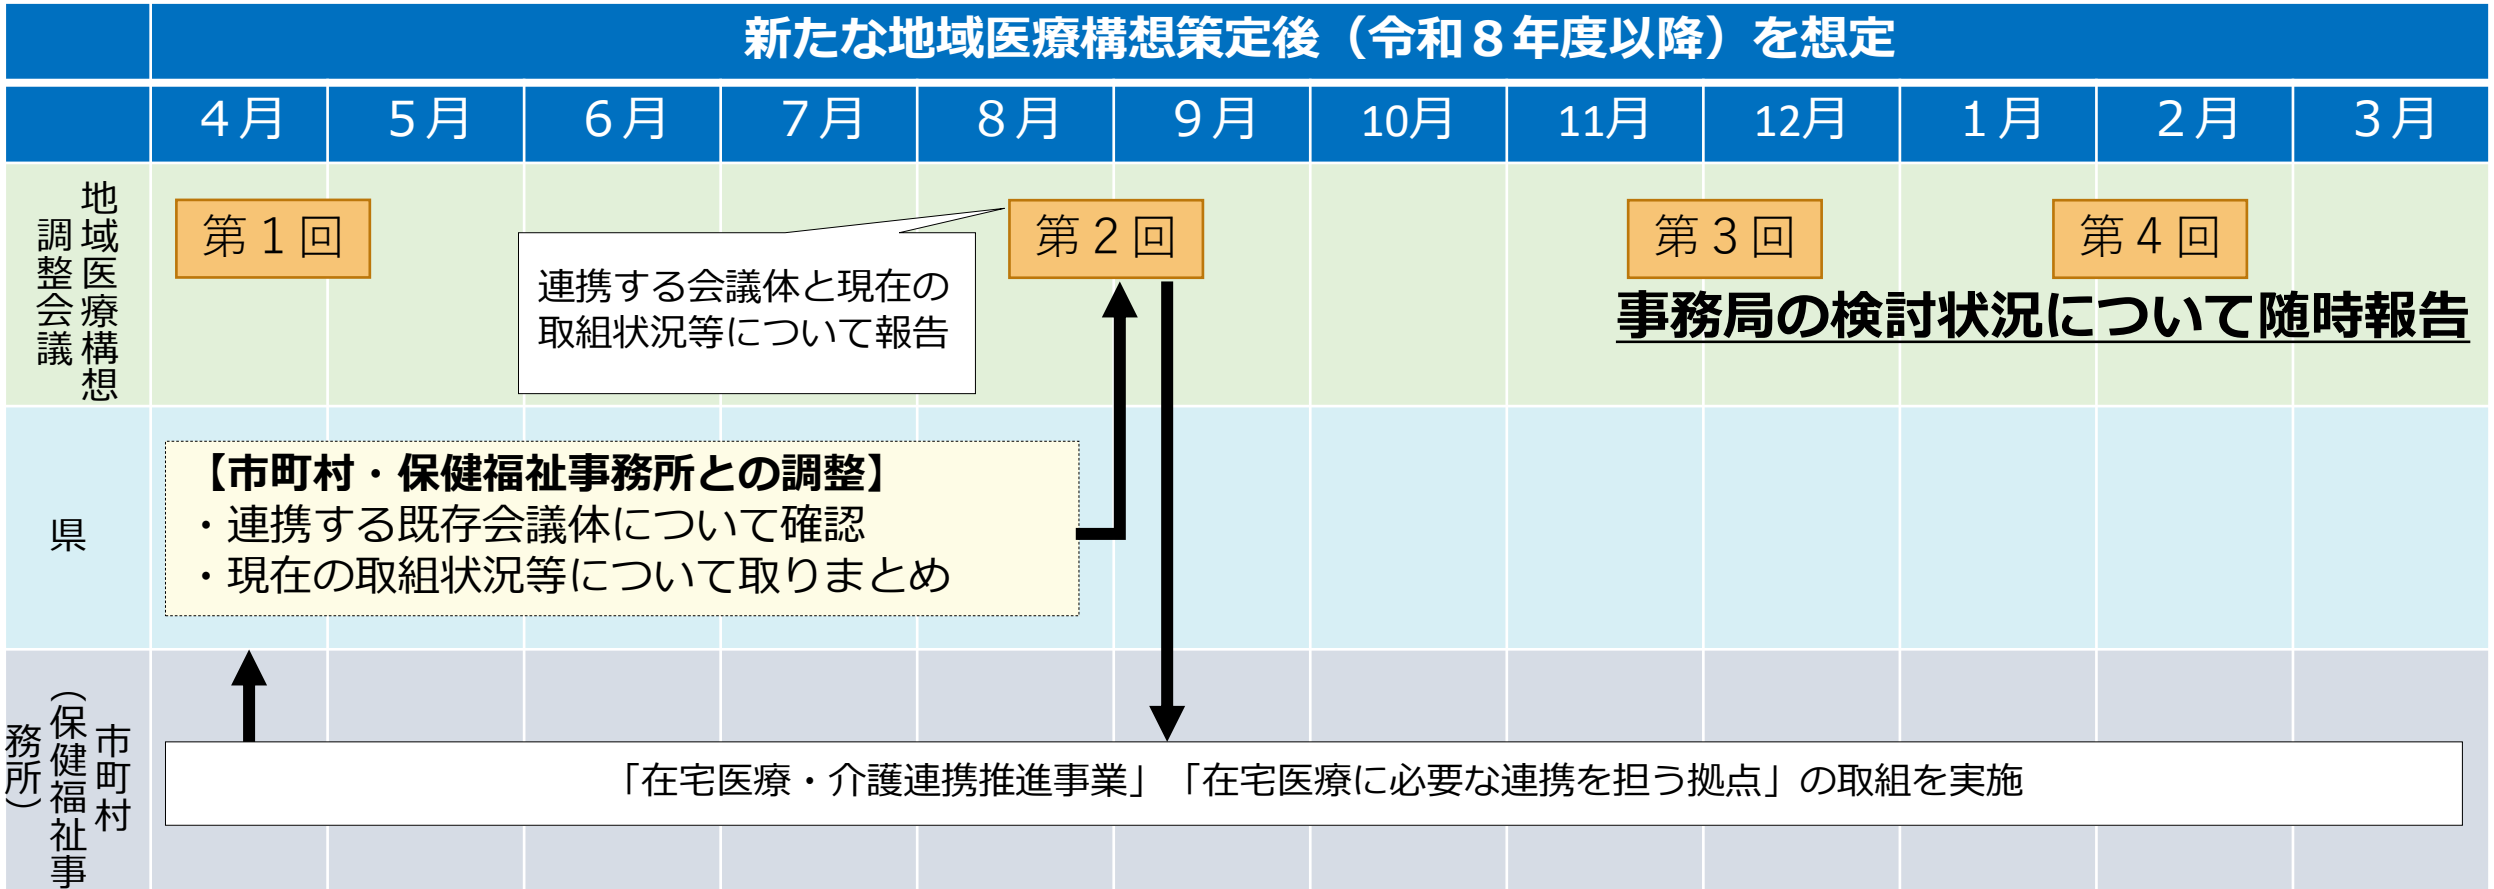 新たな地域医療構想策定後（令和８年度以降）を想定
４月 ５月 ６月 ７月 ８月 ９月 10月 11月 12月 １月 ２月 ３月
地域医療構想
調整会議
第１回
第２回
第３回
第４回
連携する会議体と現在の
取組状況等について報告
事務局の検討状況について随時報告
県
【市町村・保健福祉事務所との調整】
・連携する既存会議体について確認
・現在の取組状況等について取りまとめ
市町村
（保健福祉事
務所）
「在宅医療・介護連携推進事業」「在宅医療に必要な連携を担う拠点」の取組を実施